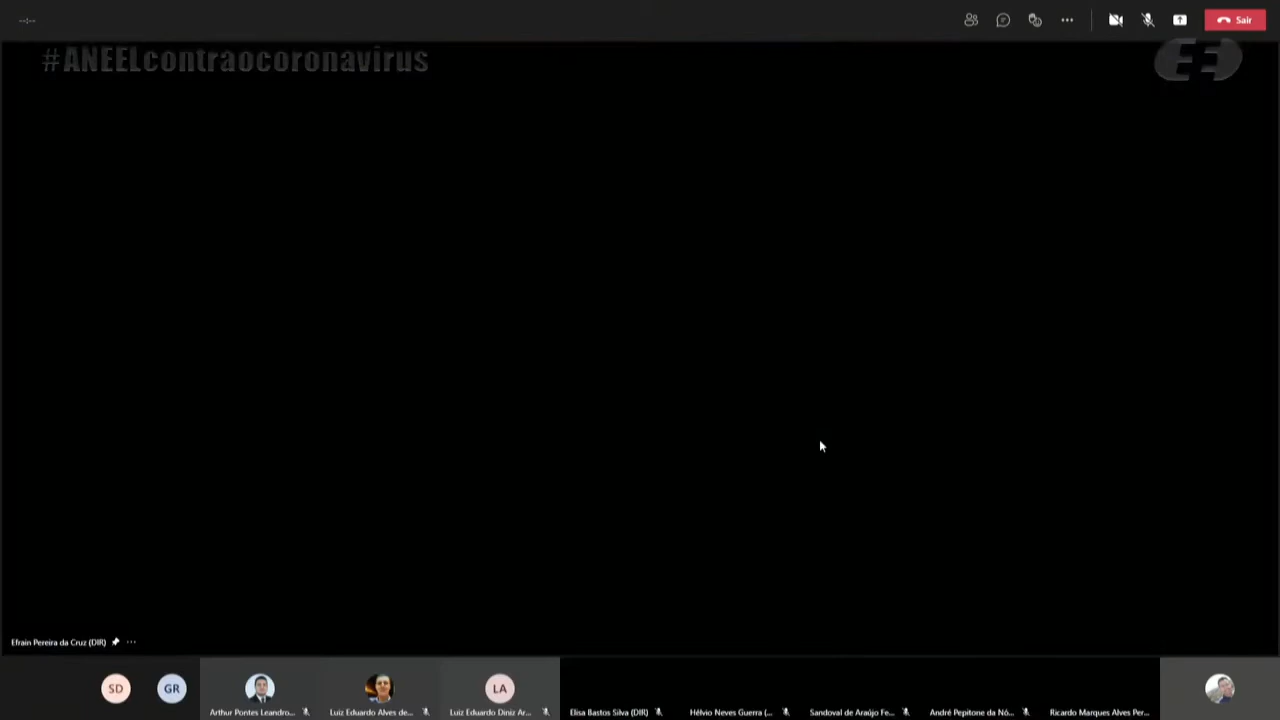 --:--
Sair
#ANEELcontraocoronavírus
Efrain Pereira da Cruz (DIR)
SD
GR
LA
Arthur Pontes Leandro...
Luiz Eduardo Alves de...
Luiz Eduardo Diniz Ar...
Elisa Bastos Silva (DIR)
Hélvio Neves Guerra (...
Sandoval de Araújo Fe...
André Pepitone da Nó...
Ricardo Marques Alves Per...